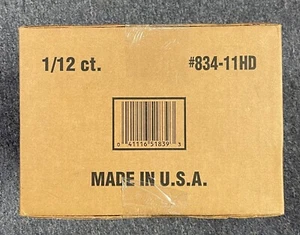 1/12 ct. #834-11HD
0 41116 51839 3
MADE IN U.S.A.